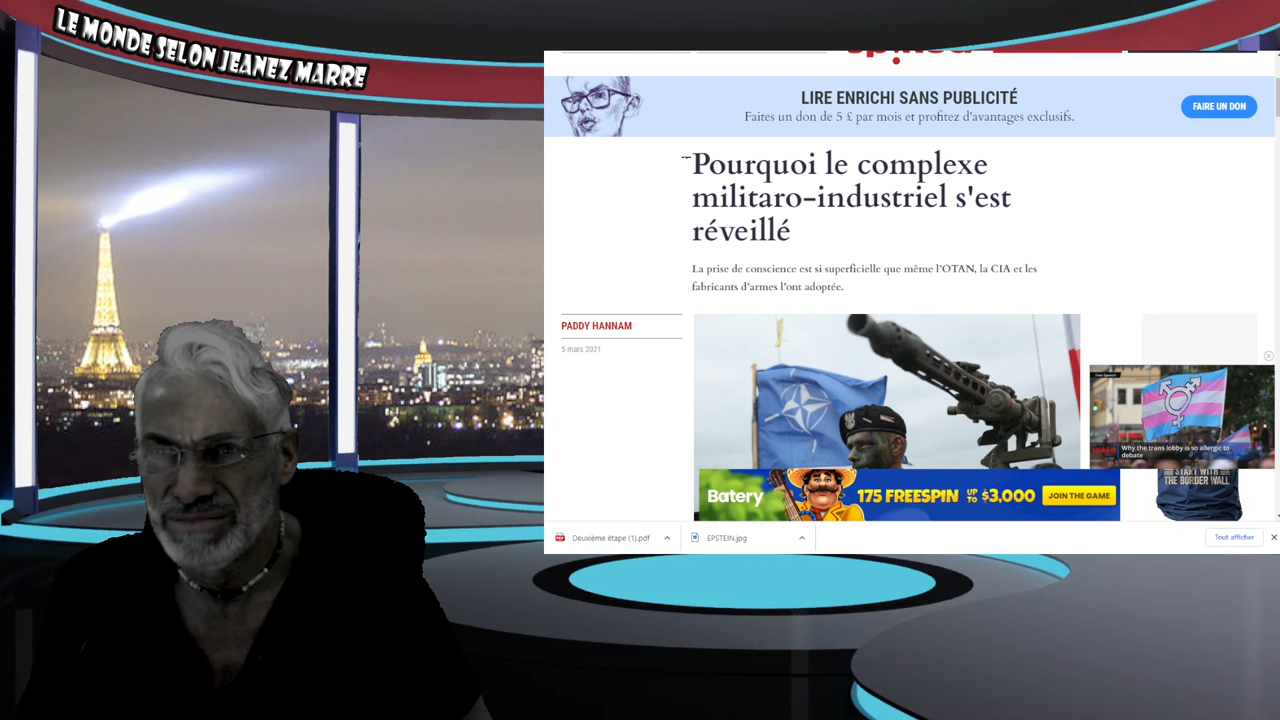 LE MONDE SELON JEANEZ MARRE
LIRE ENRICHI SANS PUBLICITÉ
Faites un don de 5 £ par mois et profitez d'avantages exclusifs.
FAIRE UN DON
Pourquoi le complexe
militaro-industriel s'est
réveillé
La prise de conscience est si superficielle que même l'OTAN, la CIA et les
fabricants d'armes l'ont adoptée.
PADDY HANNAM
5 mars 2021
Free Speech
Why the trans lobby is so allergic to
debate
START WITH
THE BORDER WALL
Batery
175 FREESPIN UP TO $3,000
JOIN THE GAME
Deuxième étape (1).pdf
EPSTEIN.jpg
Tout afficher